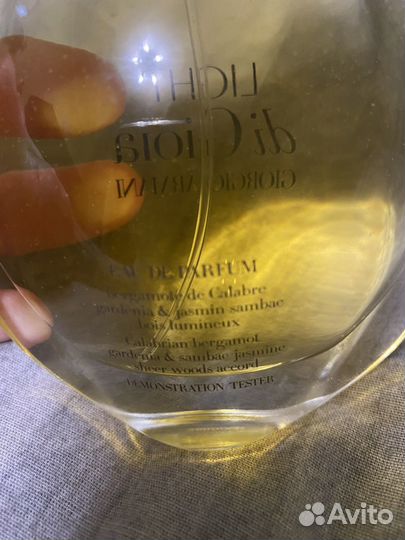 LIGHT
di Gioia
GIORGIO ARMANI
EAU DE PARFUM
bergamote de Calabre
gardenia & jasmin sambac
bois lumineux
Calabrian bergamot
gardenia & sambac jasmine
sheer woods accord
DEMONSTRATION TESTER
Avito